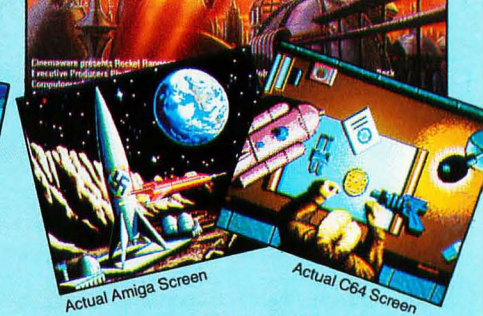 Cinemaware presents Rocket Ranger
Executive Producers
Actual Amiga Screen
Actual C64 Screen